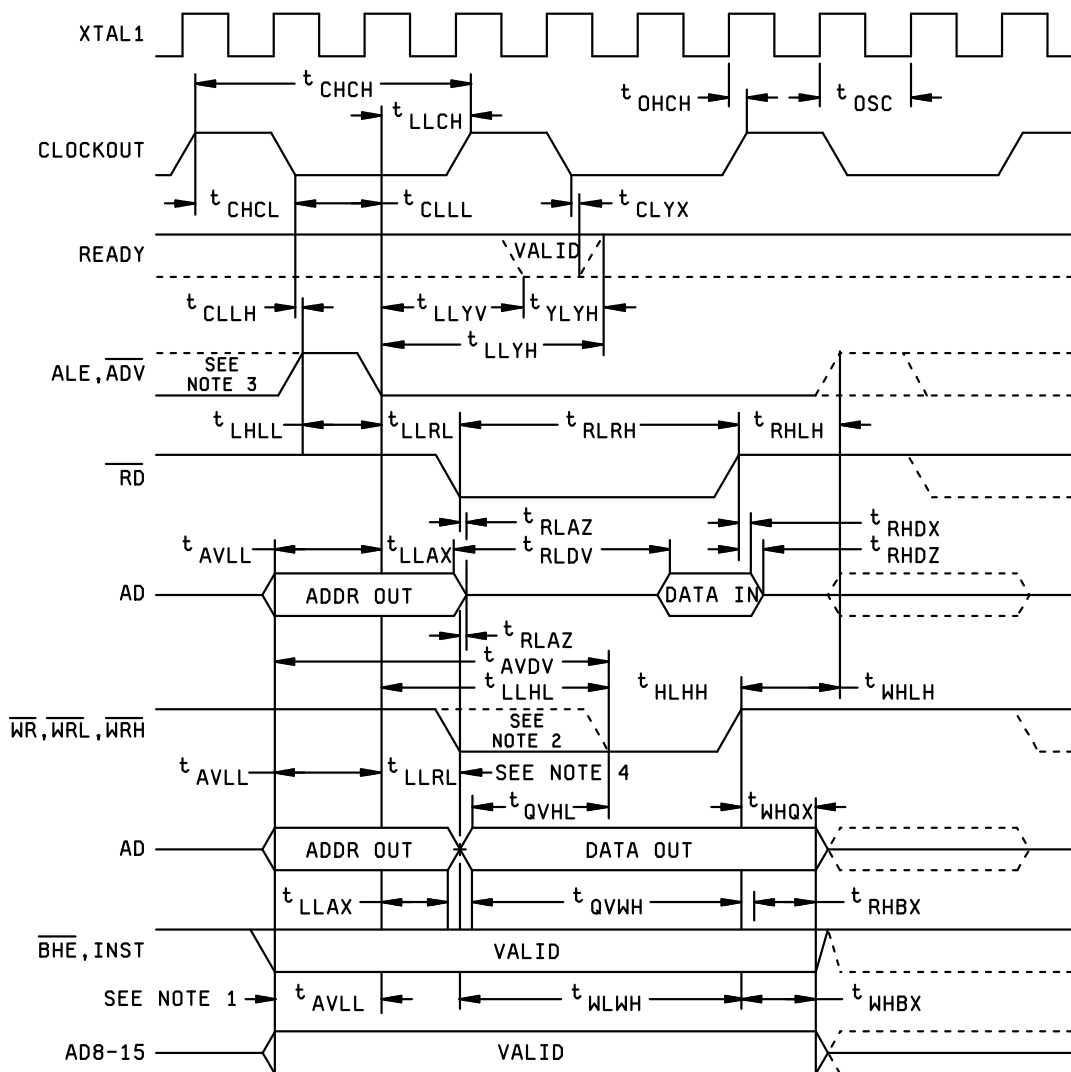 XTAL1
t CHCH
t OHCH
t OSC
t LLCH
CLOCKOUT
t CHCL
t CLLL
t CLYX
READY
VALID
t CLLH
t LLYV
t YLYH
t LLYH
ALE, ADV
SEE
NOTE 3
t LHLL
t LLRL
t RLRH
t RHLH
RD
t RLAZ
t RHDX
t AVLL
t LLAX
t RLDV
t RHDZ
AD
ADDR OUT
DATA IN
t RLAZ
t AVDV
t LLHL
t HLHH
t WHLH
WR, WRL, WRH
SEE
NOTE 2
t AVLL
t LLRL
SEE NOTE 4
t QVHL
t WHQX
AD
ADDR OUT
DATA OUT
t LLAX
t QVWH
t RHBX
BHE, INST
VALID
SEE NOTE 1
t AVLL
t WLWH
t WHBX
AD8-15
VALID